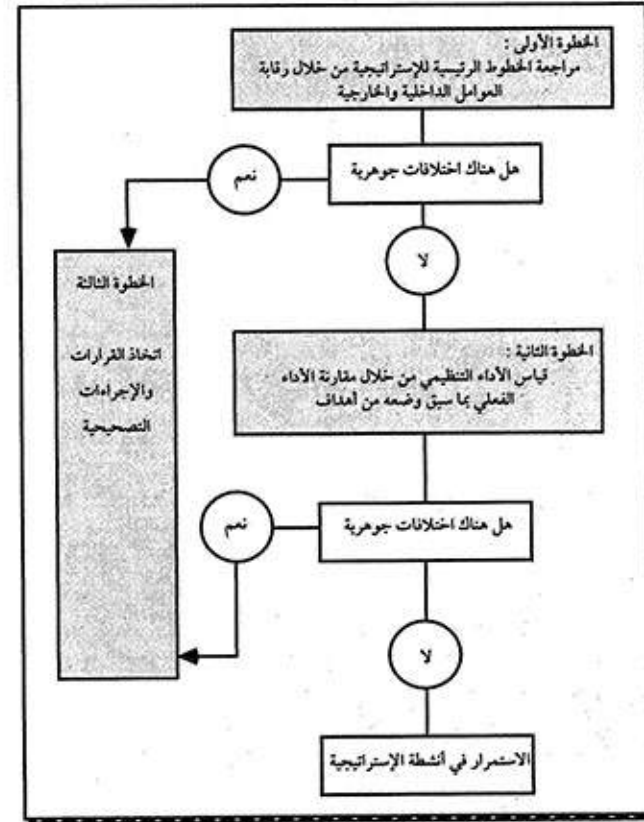 الخطوة الأولى :
مراجعة الخطوط الرئيسية للإستراتيجية من خلال رقابة
العوامل الداخلية والخارجية
هل هناك اختلافات جوهرية
نعم
لا
الخطوة الثالثة
اتخاذ القرارات
والإجراءات
التصحيحية
الخطوة الثانية :
قياس الأداء التنظيمي من خلال مقارنة الأداء
الفعلي بما سبق وضعه من أهداف
هل هناك اختلافات جوهرية
نعم
لا
الاستمرار في أنشطة الإستراتيجية